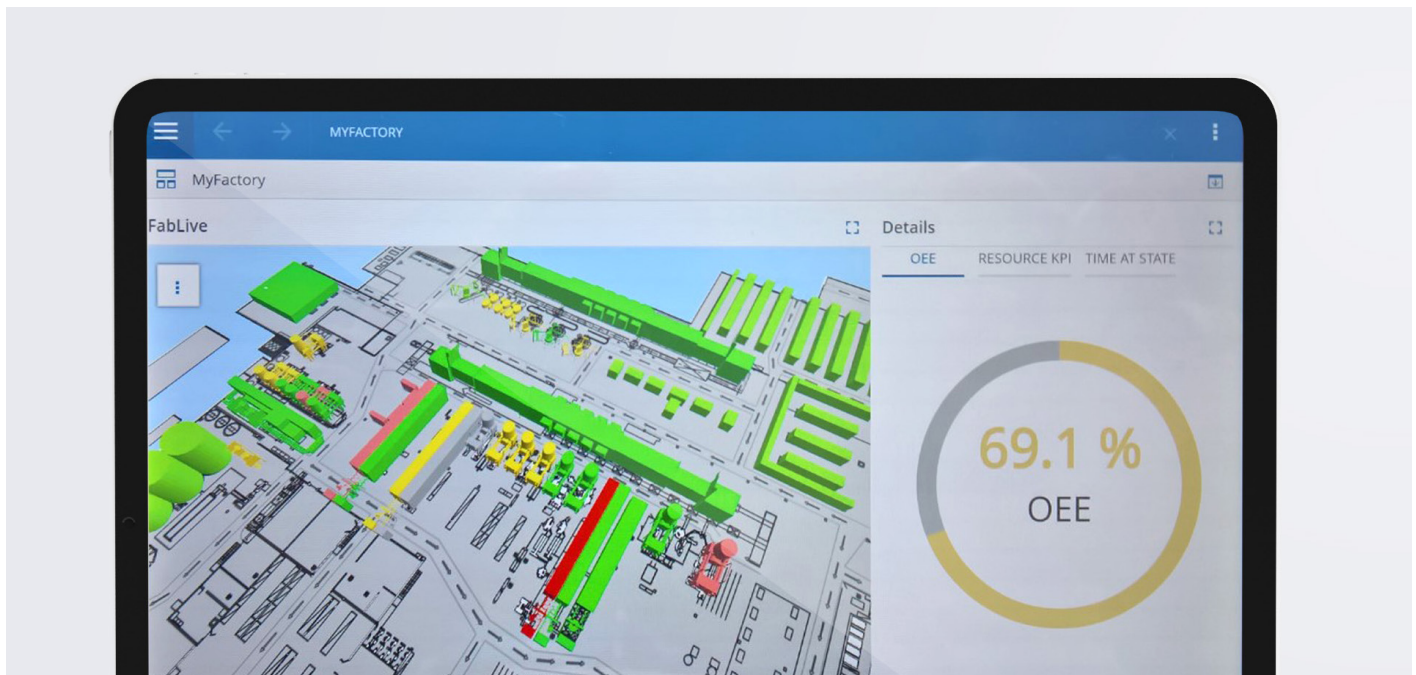 MYFACTORY
MyFactory
FabLive
Details
OEE
RESOURCE KPI
TIME AT STATE
69.1 %
OEE